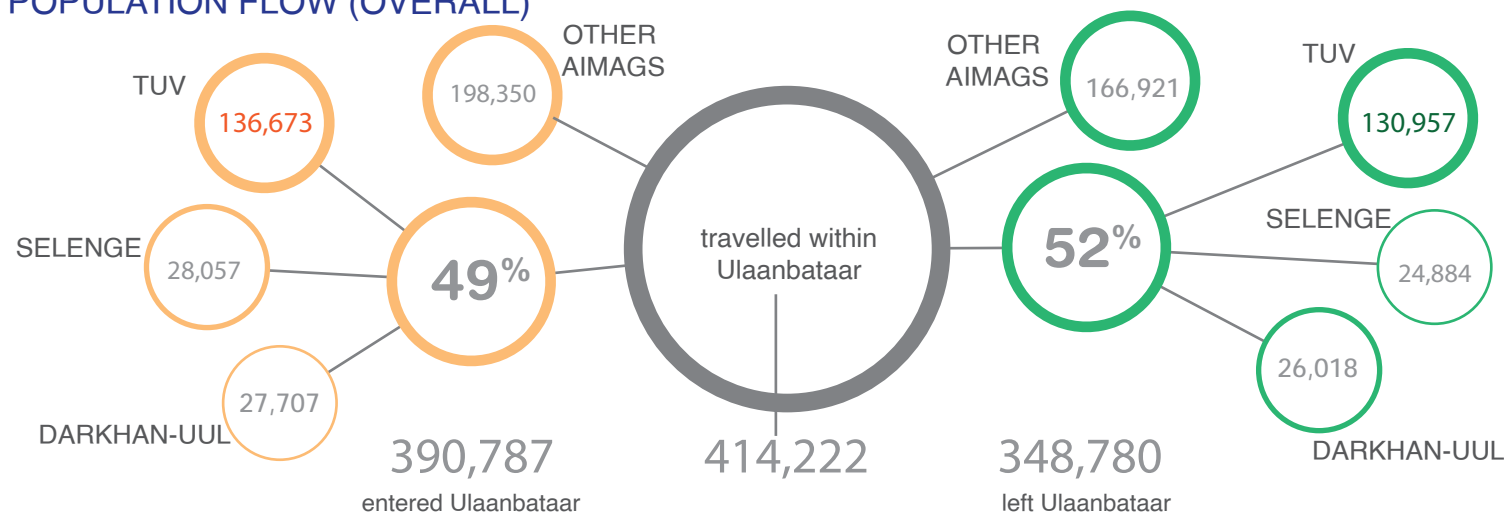 POPULATION FLOW (OVERALL)
OTHER
AIMAGS
198,350
TUV
136,673
SELENGE
28,057
49%
DARKHAN-UUL
27,707
390,787
entered Ulaanbataar
travelled within
Ulaanbataar
414,222
OTHER
AIMAGS
166,921
TUV
130,957
52%
SELENGE
24,884
26,018
DARKHAN-UUL
348,780
left Ulaanbataar